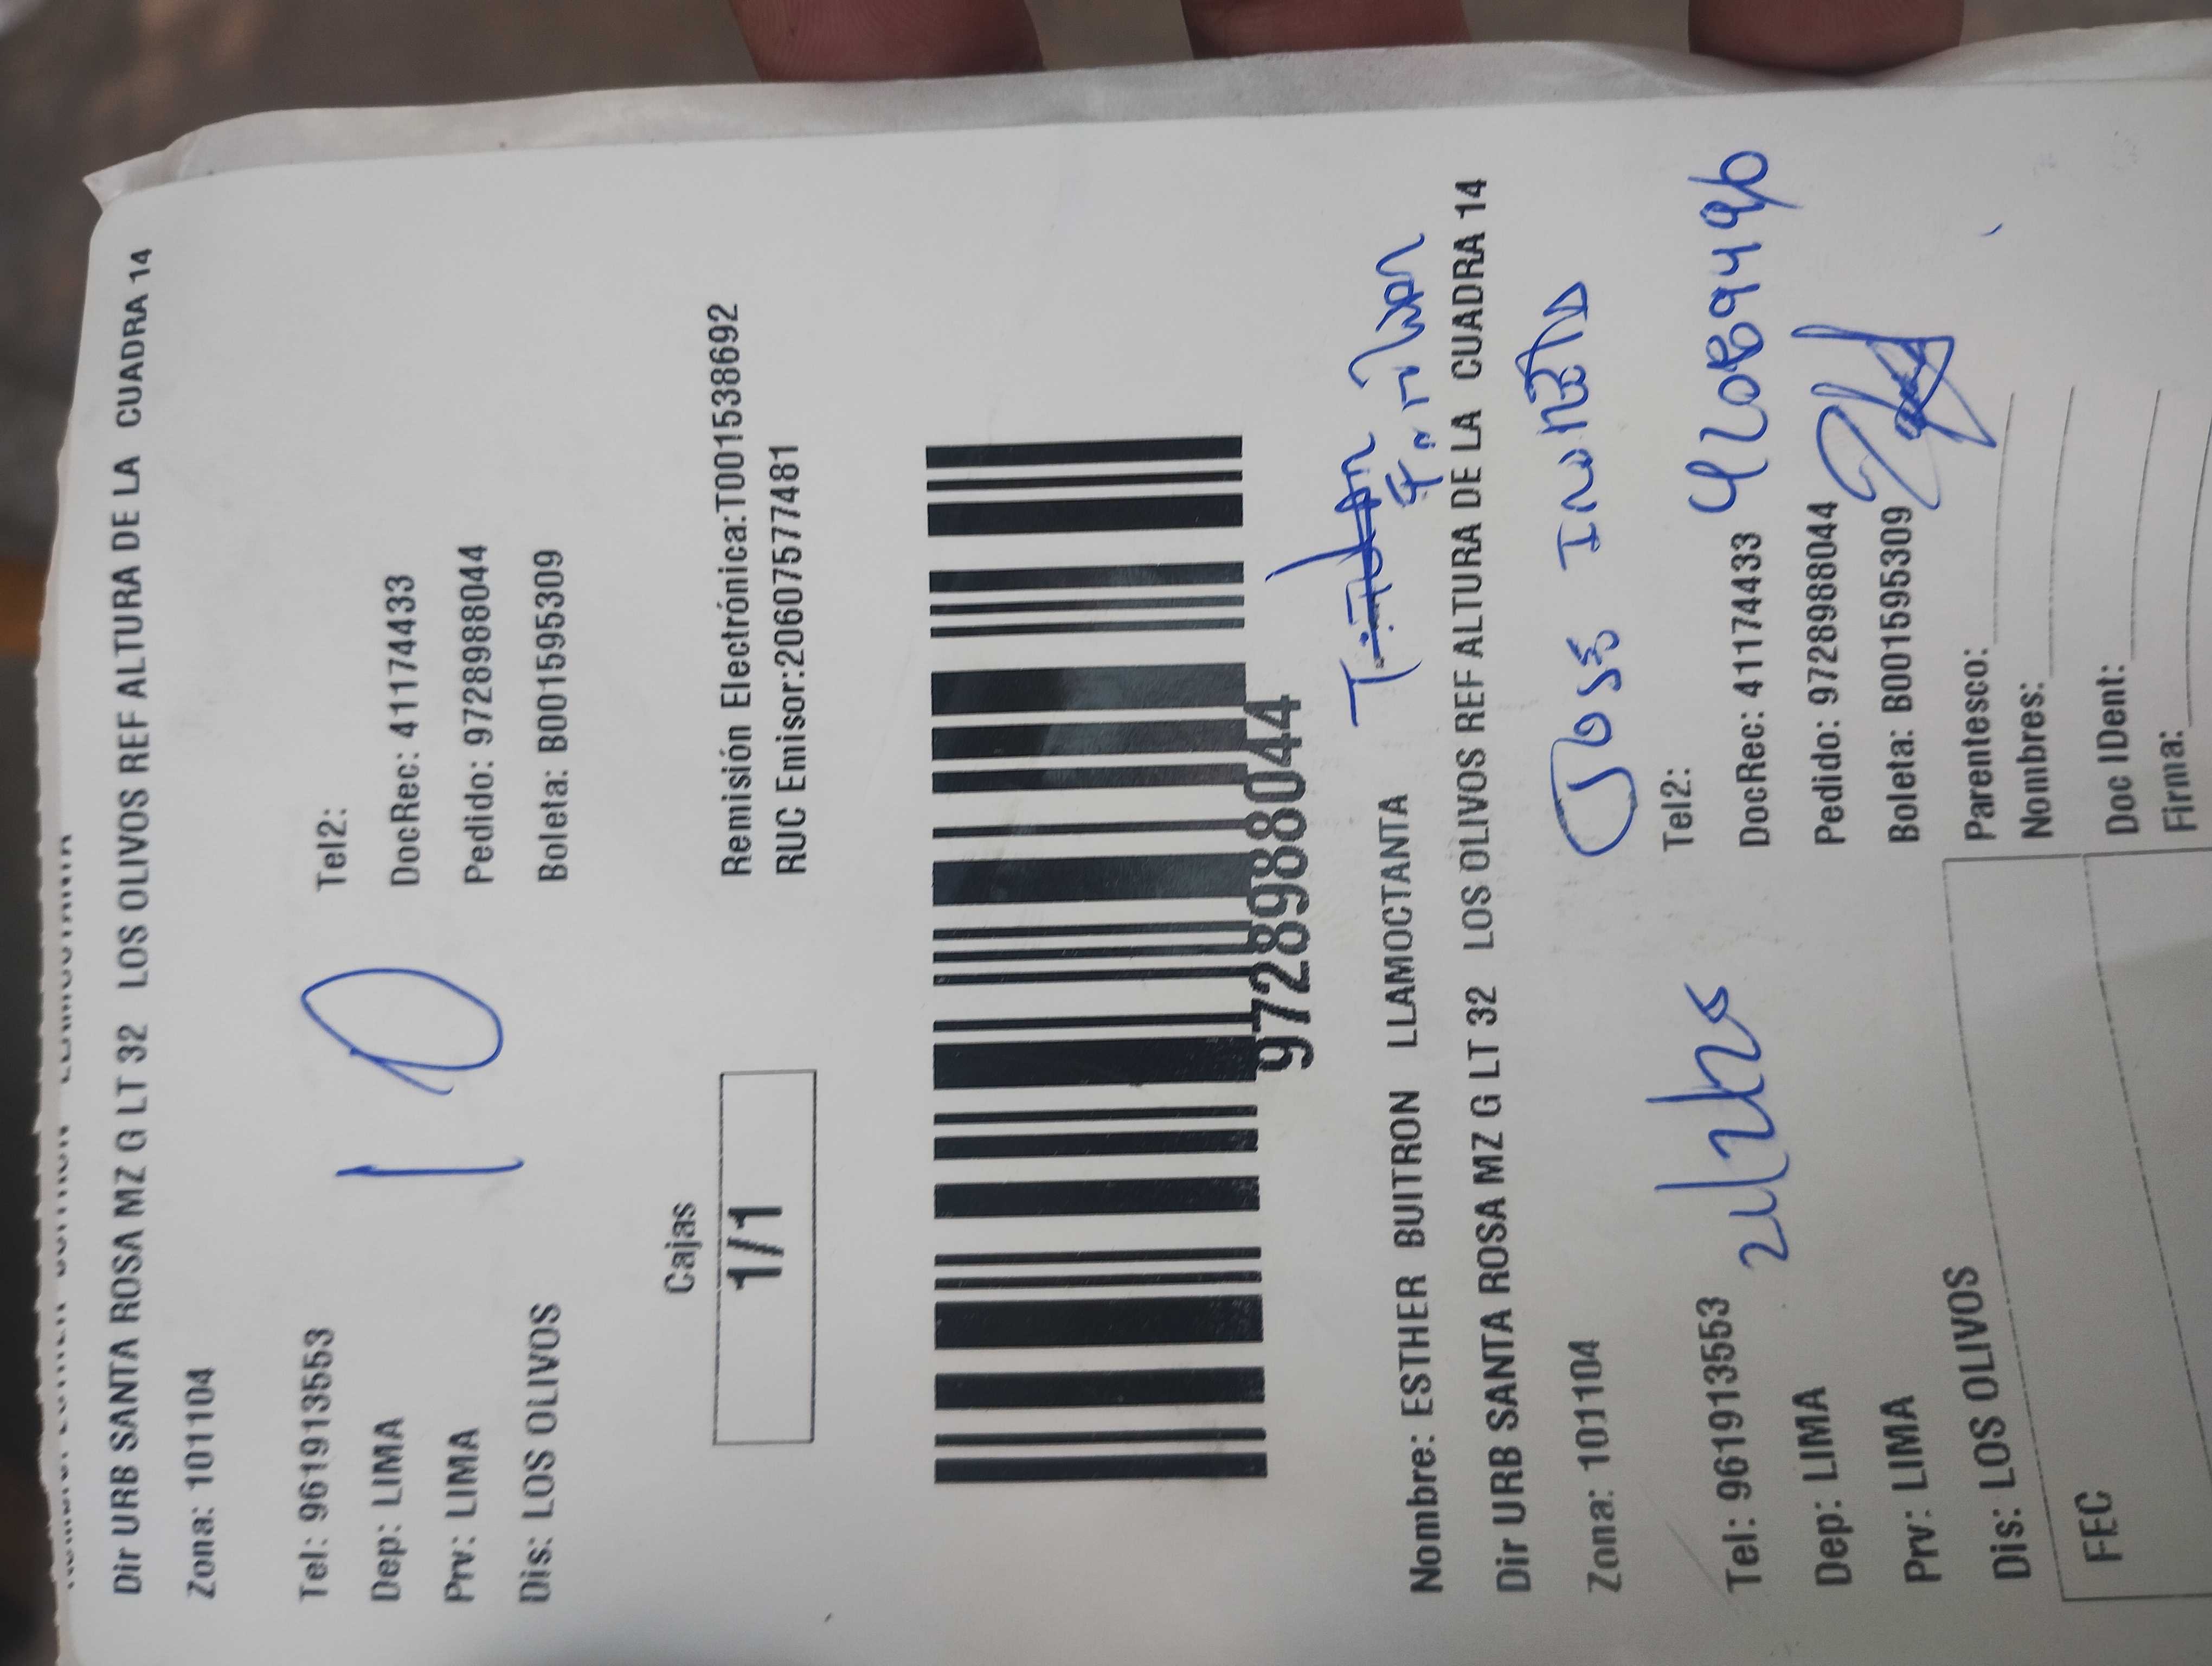 Dir URB SANTA ROSA MZ G LT 32 LOS OLIVOS REF ALTURA DE LA CUADRA 14
Zona: 101104
Tel: 961913553 Tel2:
Dep: LIMA DocRec: 41174433
Prv: LIMA Pedido: 9728988044
Dis: LOS OLIVOS Boleta: B001595309
10
Cajas
1/1
Remisión Electrónica:T001538692
RUC Emisor:20607577481
9728988044
Nombre: ESTHER BUITRON LLAMOCTANTA
Dir URB SANTA ROSA MZ G LT 32 LOS OLIVOS REF ALTURA DE LA CUADRA 14
Zona: 101104
Tel: 961913553 Tel2:
Dep: LIMA DocRec: 41174433
Prv: LIMA Pedido: 9728988044
Dis: LOS OLIVOS Boleta: B001595309
Parentesco:
Nombres:
FEC Doc IDent:
Firma: